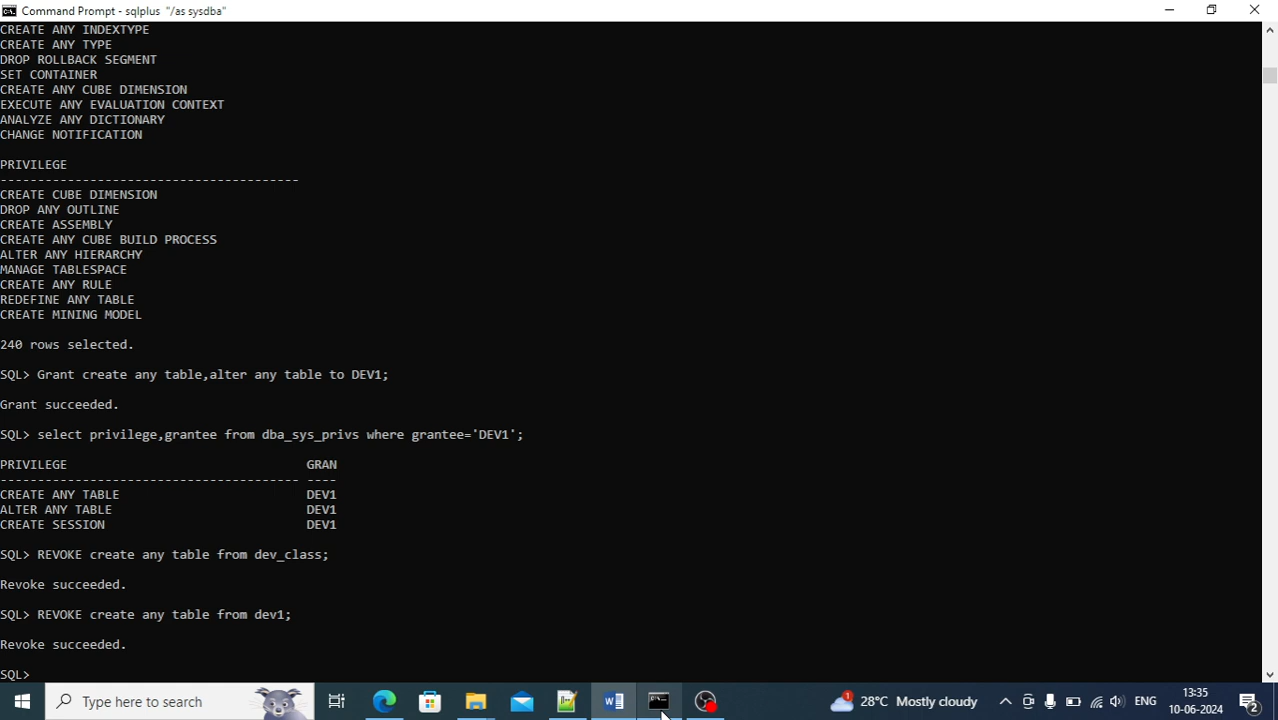 Command Prompt - sqlplus "/as sysdba"
CREATE ANY INDEXTYPE
CREATE ANY TYPE
DROP ROLLBACK SEGMENT
SET CONTAINER
CREATE ANY CUBE DIMENSION
EXECUTE ANY EVALUATION CONTEXT
ANALYZE ANY DICTIONARY
CHANGE NOTIFICATION
PRIVILEGE
----------------------------------------
CREATE CUBE DIMENSION
DROP ANY OUTLINE
CREATE ASSEMBLY
CREATE ANY CUBE BUILD PROCESS
ALTER ANY HIERARCHY
MANAGE TABLESPACE
CREATE ANY RULE
REDEFINE ANY TABLE
CREATE MINING MODEL
240 rows selected.
SQL> Grant create any table,alter any table to DEV1;
Grant succeeded.
SQL> select privilege,grantee from dba_sys_privs where grantee='DEV1';
PRIVILEGE GRAN
---------------------------------------- ----
CREATE ANY TABLE DEV1
ALTER ANY TABLE DEV1
CREATE SESSION DEV1
SQL> REVOKE create any table from dev_class;
Revoke succeeded.
SQL> REVOKE create any table from dev1;
Revoke succeeded.
SQL>
Type here to search
1
28°C Mostly cloudy
ENG
13:35
10-06-2024
2